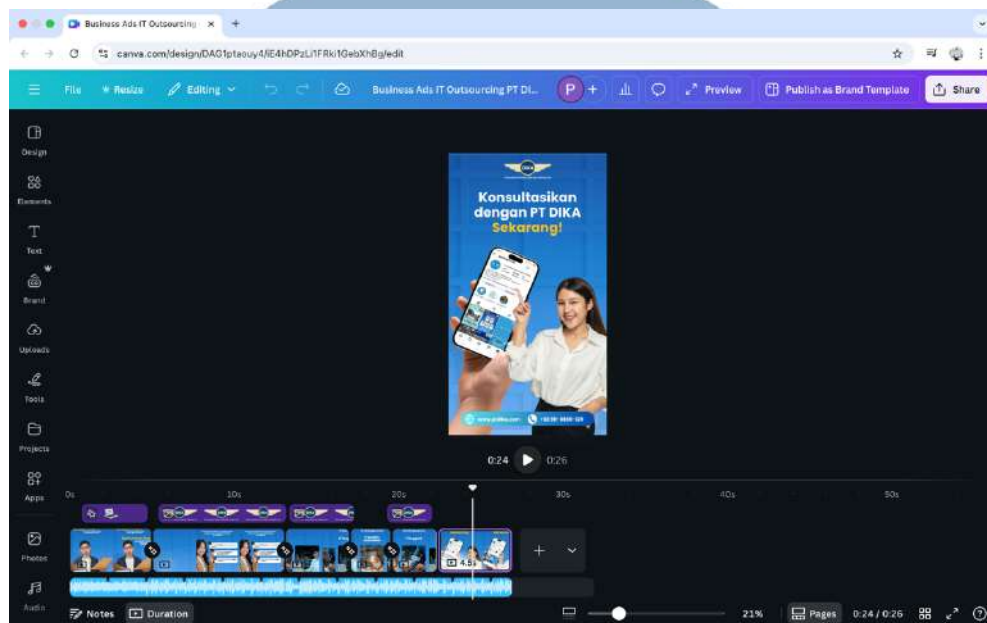 Business Ads IT Outsourcing
canva.com/design/DAG1ptaouy4/iE4hDPzLi1FRki1GebXhBg/edit
File
Resize
Editing
Business Ads IT Outsourcing PT DI...
P
Preview
Publish as Brand Template
Share
Design
Elements
Text
Brand
Uploads
Tools
Projects
Apps
Photos
Audio
DIKA
Konsultasikan
dengan PT DIKA
Sekarang!
0:24
0:26
0s
10s
20s
30s
40s
50s
4.5s
Notes
Duration
21%
Pages
0:24 / 0:26